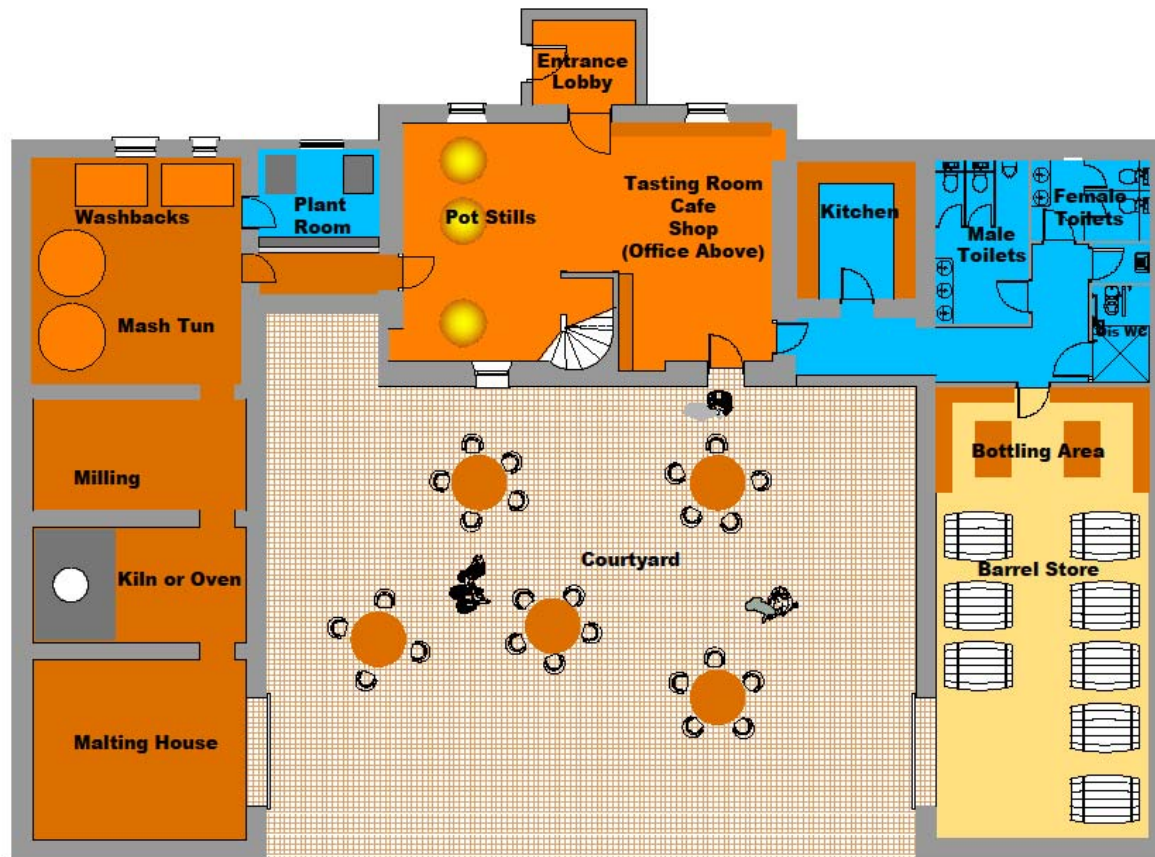 Entrance
Lobby
Washbacks
Plant
Room
Pot Stills
Tasting Room
Cafe
Shop
(Office Above)
Kitchen
Male
Toilets
Female
Toilets
Mash Tun
Dis WC
Milling
Bottling Area
Courtyard
Kiln or Oven
Barrel Store
Malting House